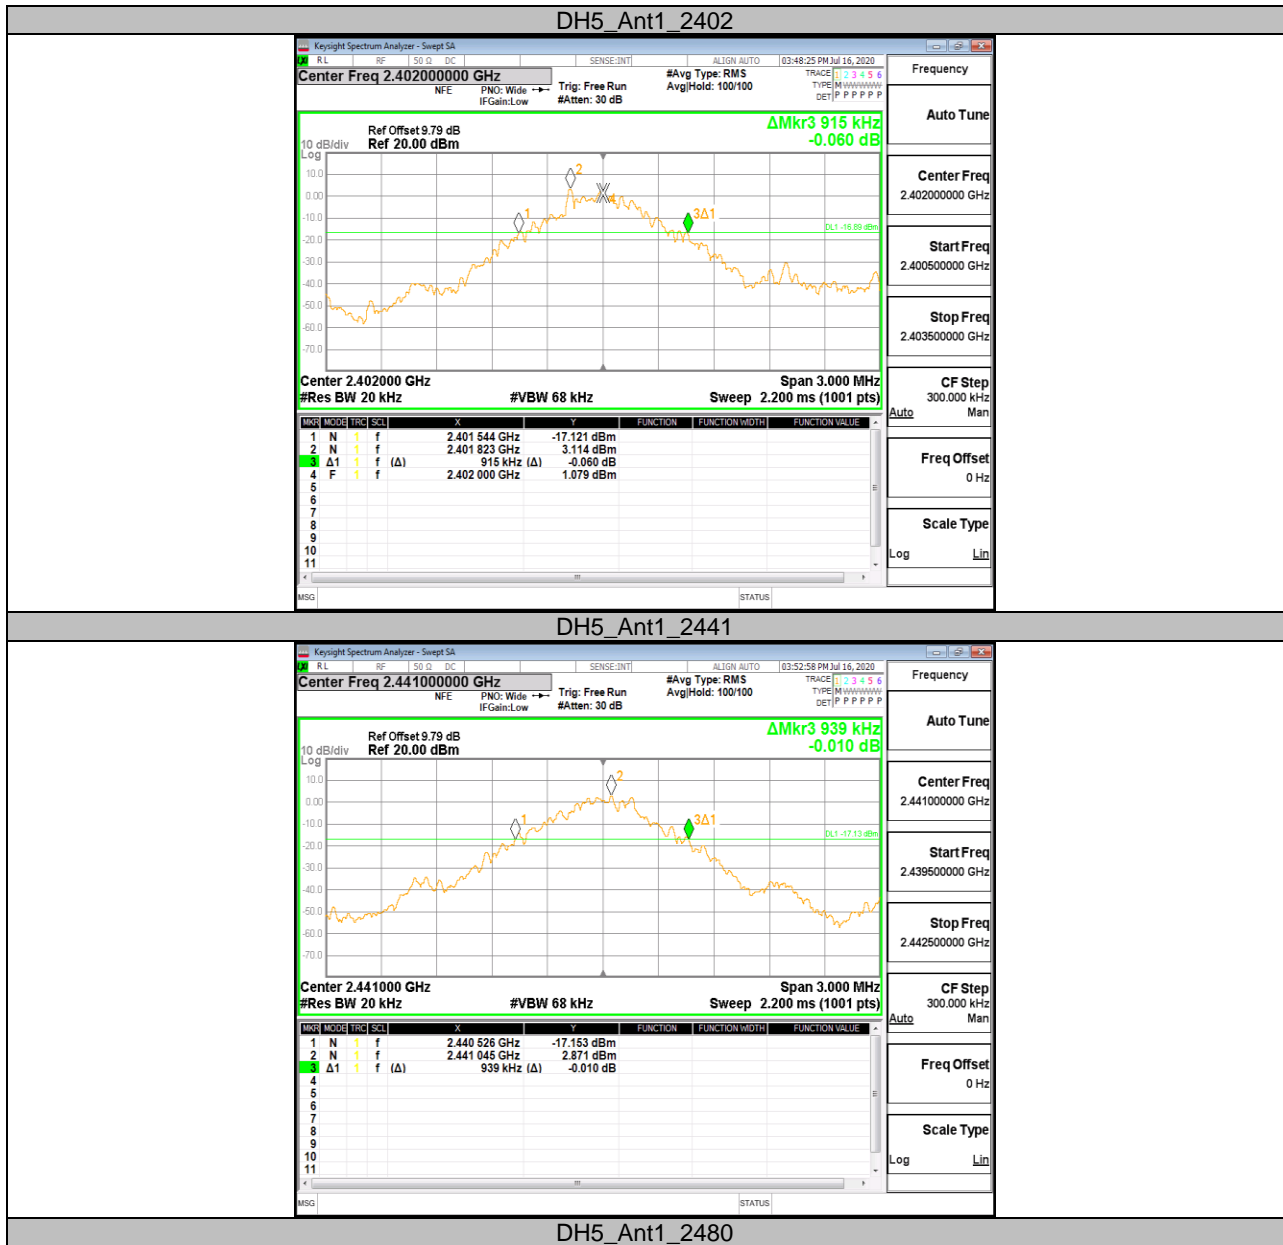 DH5_Ant1_2402
Keysight Spectrum Analyzer - Swept SA
LXI RL RF 50 Ω DC SENSE:INT ALIGN AUTO 03:48:25 PM Jul 16, 2020
Center Freq 2.402000000 GHz
NFE PNO: Wide Trig: Free Run #Avg Type: RMS TRACE 1 2 3 4 5 6
IFGain:Low #Atten: 30 dB Avg|Hold: 100/100 TYPE M WWWWW
DET P P P P P P
Frequency
Auto Tune
Center Freq
2.402000000 GHz
Start Freq
2.400500000 GHz
Stop Freq
2.403500000 GHz
CF Step
300.000 kHz
Auto Man
Freq Offset
0 Hz
Scale Type
Log Lin
ΔMkr3 915 kHz
-0.060 dB
Ref Offset 9.79 dB
10 dB/div Ref 20.00 dBm
Log
10.0
0.00
-10.0
-20.0
-30.0
-40.0
-50.0
-60.0
-70.0
1
2
3Δ1
4
DL1 -16.89 dBm
Center 2.402000 GHz Span 3.000 MHz
#Res BW 20 kHz #VBW 68 kHz Sweep 2.200 ms (1001 pts)
MKR MODE TRC SCL X Y FUNCTION FUNCTION WIDTH FUNCTION VALUE
1 N 1 f 2.401 544 GHz -17.121 dBm
2 N 1 f 2.401 823 GHz 3.114 dBm
3 Δ1 1 f (Δ) 915 kHz (Δ) -0.060 dB
4 F 1 f 2.402 000 GHz 1.079 dBm
5
6
7
8
9
10
11
MSG STATUS
DH5_Ant1_2441
Keysight Spectrum Analyzer - Swept SA
LXI RL RF 50 Ω DC SENSE:INT ALIGN AUTO 03:52:58 PM Jul 16, 2020
Center Freq 2.441000000 GHz
NFE PNO: Wide Trig: Free Run #Avg Type: RMS TRACE 1 2 3 4 5 6
IFGain:Low #Atten: 30 dB Avg|Hold: 100/100 TYPE M WWWWW
DET P P P P P P
Frequency
Auto Tune
Center Freq
2.441000000 GHz
Start Freq
2.439500000 GHz
Stop Freq
2.442500000 GHz
CF Step
300.000 kHz
Auto Man
Freq Offset
0 Hz
Scale Type
Log Lin
ΔMkr3 939 kHz
-0.010 dB
Ref Offset 9.79 dB
10 dB/div Ref 20.00 dBm
Log
10.0
0.00
-10.0
-20.0
-30.0
-40.0
-50.0
-60.0
-70.0
1
2
3Δ1
DL1 -17.13 dBm
Center 2.441000 GHz Span 3.000 MHz
#Res BW 20 kHz #VBW 68 kHz Sweep 2.200 ms (1001 pts)
MKR MODE TRC SCL X Y FUNCTION FUNCTION WIDTH FUNCTION VALUE
1 N 1 f 2.440 526 GHz -17.153 dBm
2 N 1 f 2.441 045 GHz 2.871 dBm
3 Δ1 1 f (Δ) 939 kHz (Δ) -0.010 dB
4
5
6
7
8
9
10
11
MSG STATUS
DH5_Ant1_2480